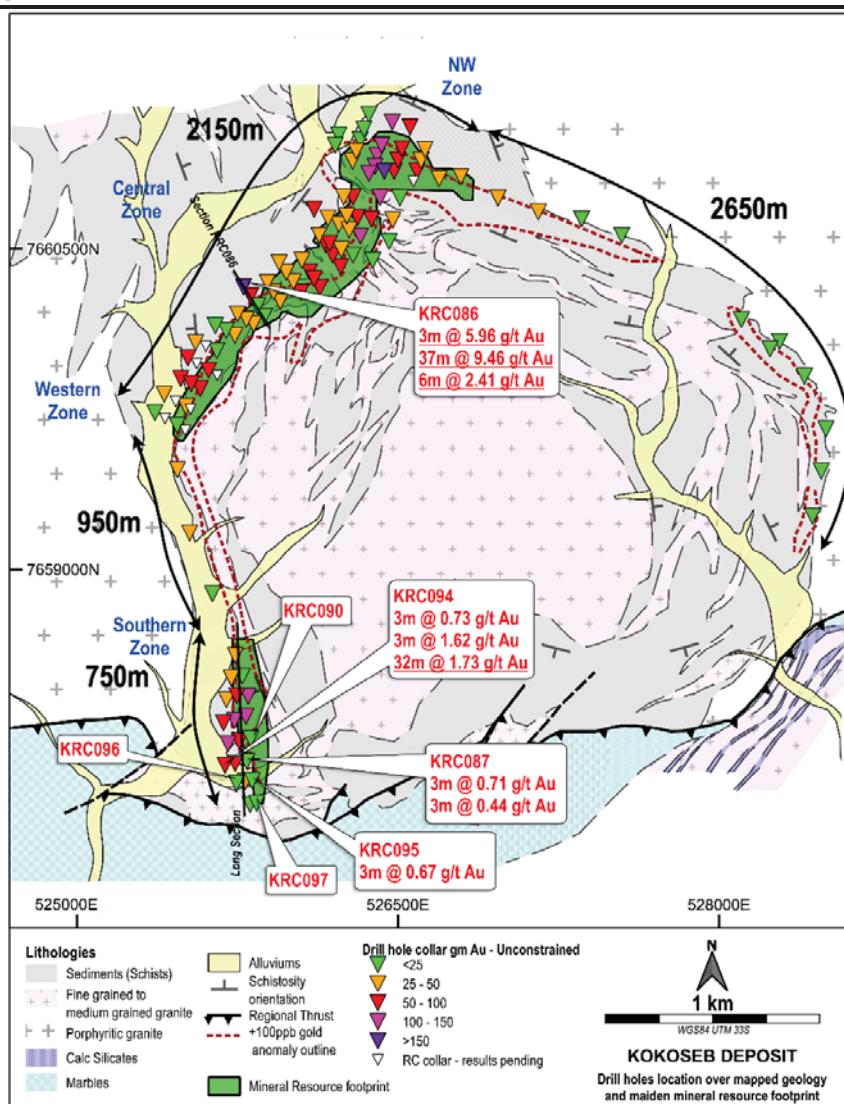 NW
Zone
2150m
Central
Zone
Section KRC086
2650m
7660500N
KRC086
3m @ 5.96 g/t Au
37m @ 9.46 g/t Au
6m @ 2.41 g/t Au
Western
Zone
950m
7659000N
KRC094
3m @ 0.73 g/t Au
3m @ 1.62 g/t Au
32m @ 1.73 g/t Au
KRC090
Southern
Zone
750m
KRC096
KRC087
3m @ 0.71 g/t Au
3m @ 0.44 g/t Au
KRC095
3m @ 0.67 g/t Au
KRC097
Long Section
525000E
526500E
528000E
Lithologies
Sediments (Schists)
Fine grained to
medium grained granite
Porphyritic granite
Calc Silicates
Marbles
Alluviums
Schistosity
orientation
Regional Thrust
+100ppb gold
anomaly outline
Mineral Resource footprint
Drill hole collar gm Au - Unconstrained
<25
25 - 50
50 - 100
100 - 150
>150
RC collar - results pending
N
1 km
WGS84 UTM 33S
KOKOSEB DEPOSIT
Drill holes location over mapped geology
and maiden mineral resource footprint